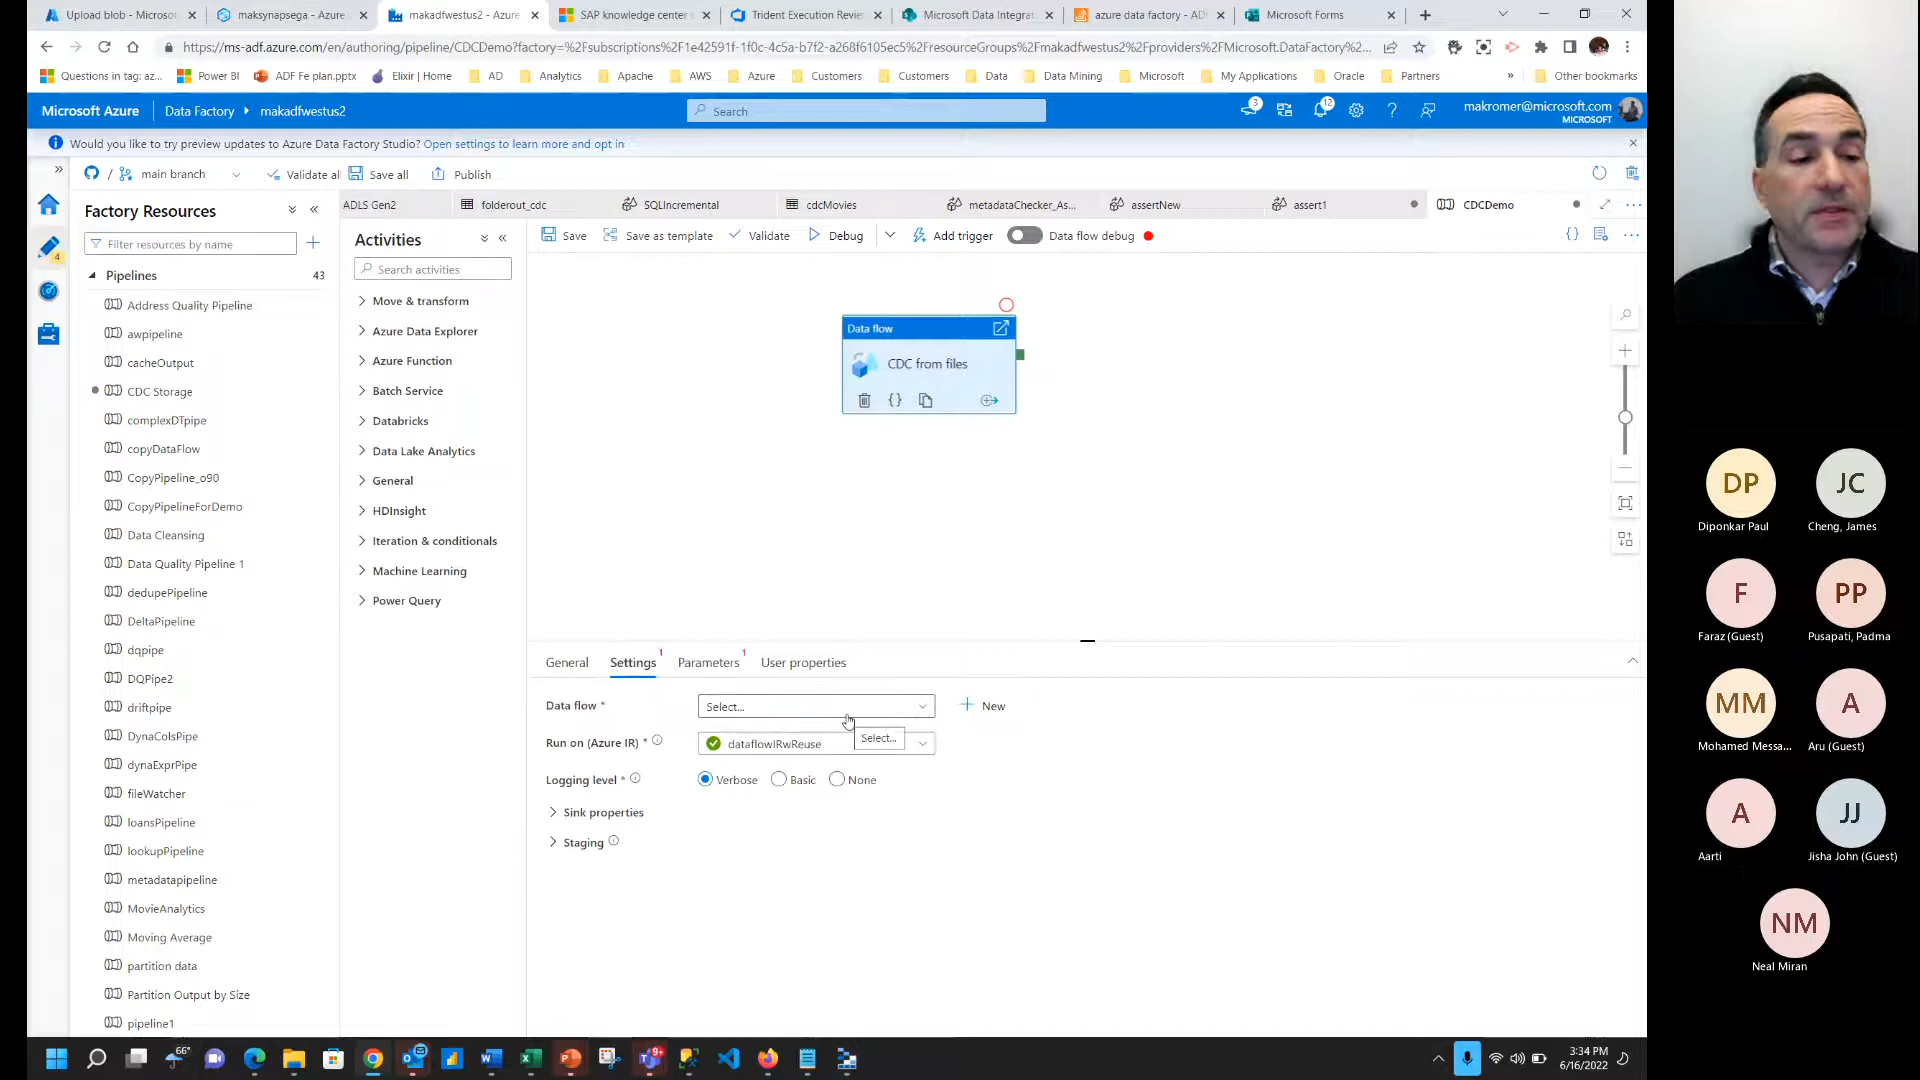 Upload blob - Microso
maksynapsega - Azure
makadfwestus2 - Azure
SAP knowledge center
Trident Execution Revie
Microsoft Data Integrat
azure data factory - AD
Microsoft Forms
https://ms-adf.azure.com/en/authoring/pipeline/CDCDemo?factory=%2Fsubscriptions%2F1e42591f-1f0c-4c5a-b7f2-a268f6105ec5%2FresourceGroups%2Fmakadfwestus2%2Fproviders%2FMicrosoft.DataFactory%2...
Questions in tag: az...
Power BI
ADF Fe plan.pptx
Elixir | Home
AD
Analytics
Apache
AWS
Azure
Customers
Customers
Data
Data Mining
Microsoft
My Applications
Oracle
Partners
»
Other bookmarks
Microsoft Azure
Data Factory
makadfwestus2
Search
3
12
makromer@microsoft.com
MICROSOFT
Would you like to try preview updates to Azure Data Factory Studio? Open settings to learn more and opt in
/ main branch
Validate al
Save all
Publish
4
Factory Resources
Filter resources by name
Pipelines
43
Address Quality Pipeline
awpipeline
cacheOutput
CDC Storage
complexDTpipe
copyDataFlow
CopyPipeline_o90
CopyPipelineForDemo
Data Cleansing
Data Quality Pipeline 1
dedupePipeline
DeltaPipeline
dqpipe
DQPipe2
driftpipe
DynaColsPipe
dynaExprPipe
fileWatcher
loansPipeline
lookupPipeline
metadatapipeline
MovieAnalytics
Moving Average
partition data
Partition Output by Size
pipeline1
ADLS Gen2
folderout_cdc
SQLIncremental
cdcMovies
metadataChecker_As...
assertNew
assert1
CDCDemo
Activities
Search activities
Move & transform
Azure Data Explorer
Azure Function
Batch Service
Databricks
Data Lake Analytics
General
HDInsight
Iteration & conditionals
Machine Learning
Power Query
Save
Save as template
Validate
Debug
Add trigger
Data flow debug
Data flow
CDC from files
General
Settings 1
Parameters 1
User properties
Data flow *
Select...
New
Select...
Run on (Azure IR) *
dataflowIRwReuse
Logging level *
Verbose
Basic
None
Sink properties
Staging
DP
Diponkar Paul
JC
Cheng, James
F
Faraz (Guest)
PP
Pusapati, Padma
MM
Mohamed Messa...
A
Aru (Guest)
A
Aarti
JJ
Jisha John (Guest)
NM
Neal Miran
66°
9+
3:34 PM
6/16/2022